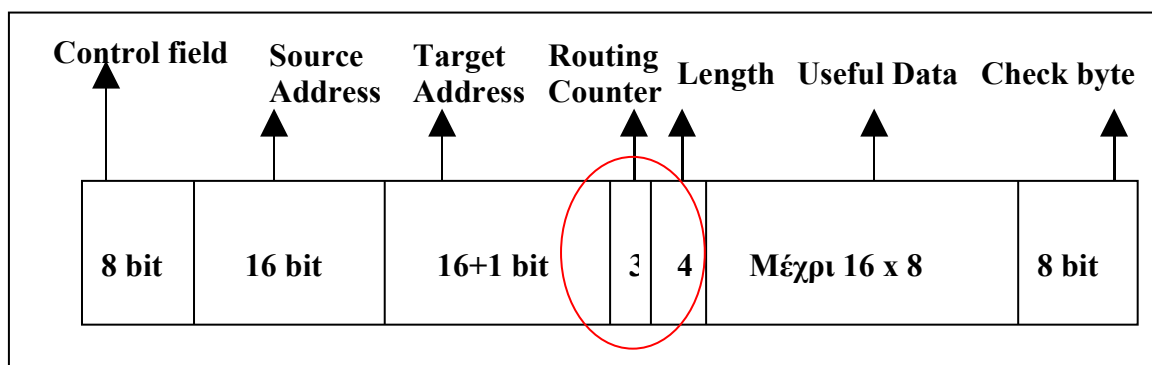 Control field
Source
Address
Target
Address
Routing
Counter
Length
Useful Data
Check byte
8 bit
16 bit
16+1 bit
3
4
Μέχρι 16 x 8
8 bit